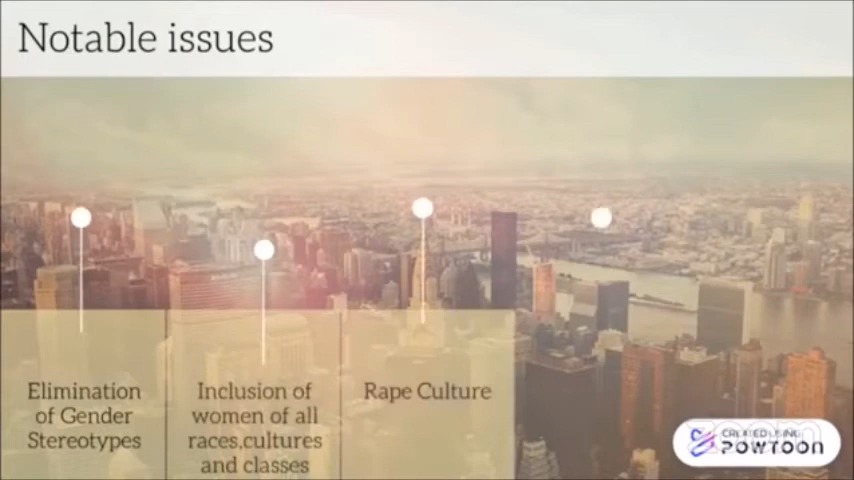 Notable issues
Elimination
of Gender
Stereotypes
Inclusion of
women of all
races,cultures
and classes
Rape Culture
CREATED USING
POWTOON
zoom